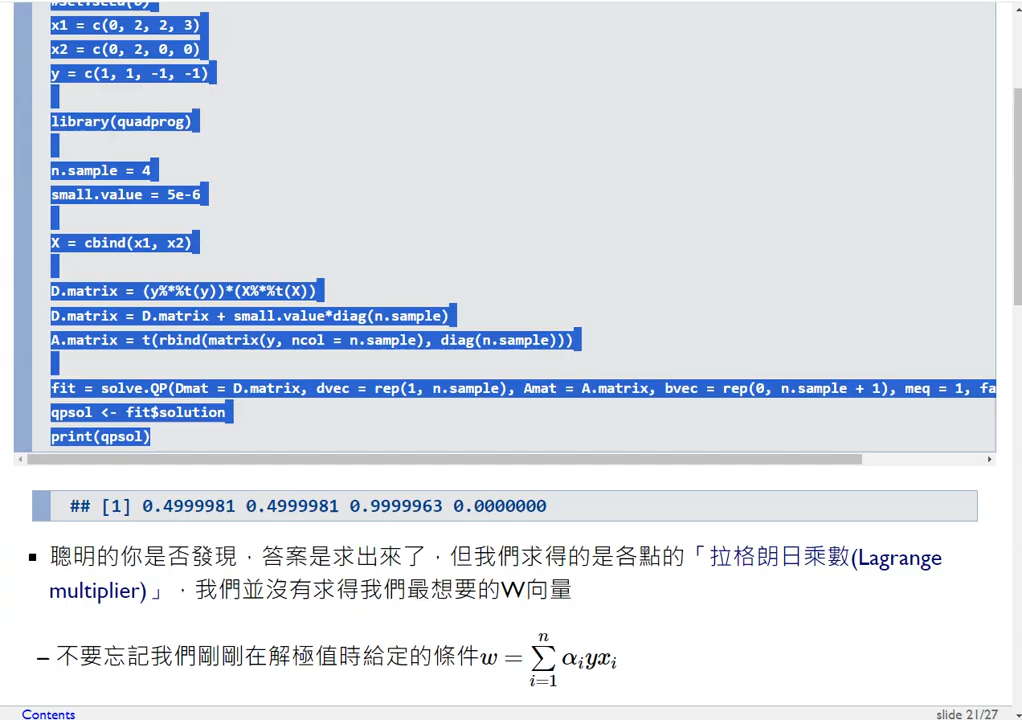 x1 = c(0, 2, 2, 3)
x2 = c(0, 2, 0, 0)
y = c(1, 1, -1, -1)
library(quadprog)
n.sample = 4
small.value = 5e-6
X = cbind(x1, x2)
D.matrix = (y%*%t(y))*(X%*%t(X))
D.matrix = D.matrix + small.value*diag(n.sample)
A.matrix = t(rbind(matrix(y, ncol = n.sample), diag(n.sample)))
fit = solve.QP(Dmat = D.matrix, dvec = rep(1, n.sample), Amat = A.matrix, bvec = rep(0, n.sample + 1), meq = 1, fa
qpsol <- fit$solution
print(qpsol)
## [1] 0.4999981 0.4999981 0.9999963 0.0000000
▪ 聰明的你是否發現，答案是求出來了，但我們求得的是各點的「拉格朗日乘數(Lagrange
multiplier)」，我們並沒有求得我們最想要的W向量
– 不要忘記我們剛剛在解極值時給定的條件w = ∑_{i=1}^{n} α_i y x_i
Contents
slide 21/27